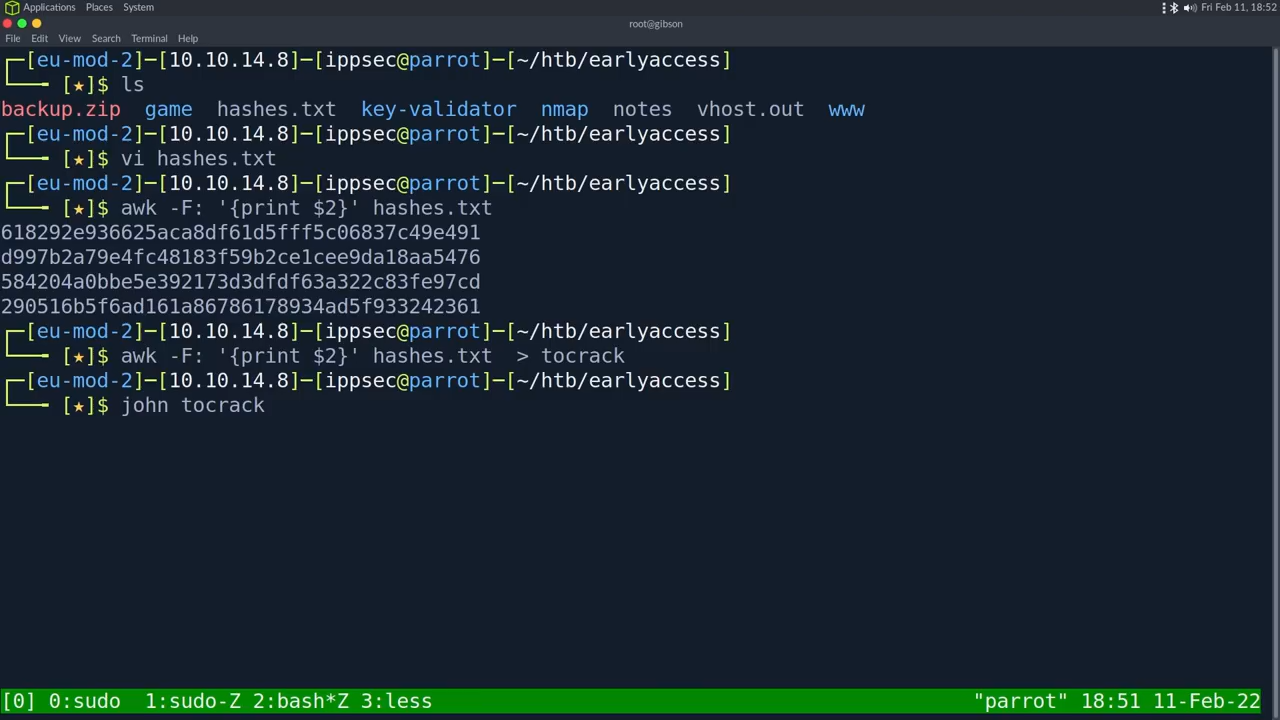 Applications Places System Fri Feb 11, 18:52
root@gibson
File Edit View Search Terminal Help
┌─[eu-mod-2]─[10.10.14.8]─[ippsec@parrot]─[~/htb/earlyaccess]
└──╼ [★]$ ls
backup.zip game hashes.txt key-validator nmap notes vhost.out www
┌─[eu-mod-2]─[10.10.14.8]─[ippsec@parrot]─[~/htb/earlyaccess]
└──╼ [★]$ vi hashes.txt
┌─[eu-mod-2]─[10.10.14.8]─[ippsec@parrot]─[~/htb/earlyaccess]
└──╼ [★]$ awk -F: '{print $2}' hashes.txt
618292e936625aca8df61d5fff5c06837c49e491
d997b2a79e4fc48183f59b2ce1cee9da18aa5476
584204a0bbe5e392173d3dfdf63a322c83fe97cd
290516b5f6ad161a86786178934ad5f933242361
┌─[eu-mod-2]─[10.10.14.8]─[ippsec@parrot]─[~/htb/earlyaccess]
└──╼ [★]$ awk -F: '{print $2}' hashes.txt  > tocrack
┌─[eu-mod-2]─[10.10.14.8]─[ippsec@parrot]─[~/htb/earlyaccess]
└──╼ [★]$ john tocrack
[0] 0:sudo  1:sudo-Z 2:bash*Z 3:less "parrot" 18:51 11-Feb-22